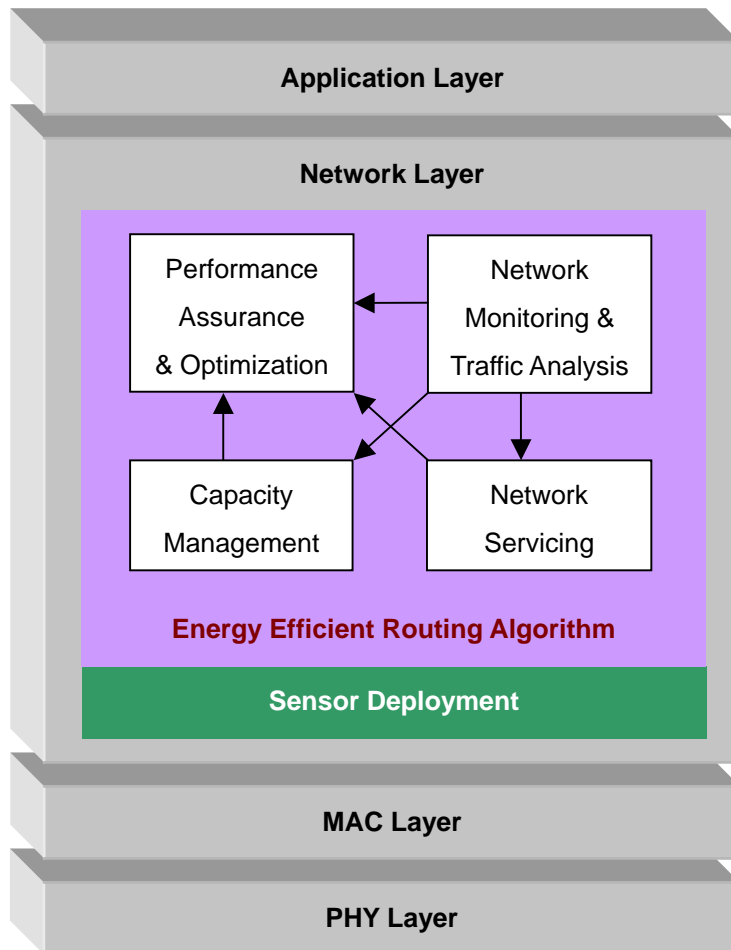 Application Layer
Network Layer
Performance
Assurance
& Optimization
Network
Monitoring &
Traffic Analysis
Capacity
Management
Network
Servicing
Energy Efficient Routing Algorithm
Sensor Deployment
MAC Layer
PHY Layer